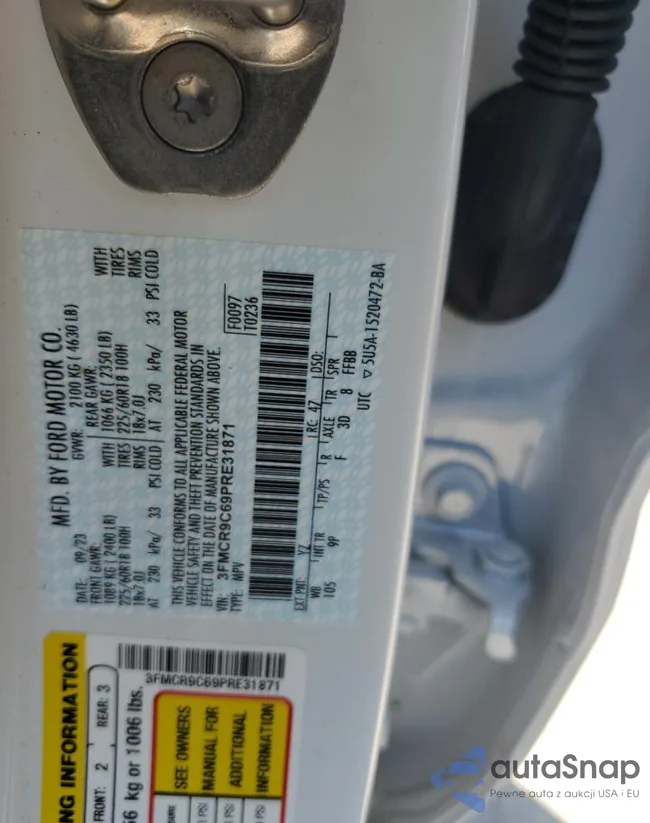 MFD. BY FORD MOTOR CO.
DATE: 09/23 GVWR: 2100 KG ( 4630 LB)
FRONT GAWR: REAR GAWR: WITH
1089 KG ( 2400 LB) WITH 1066 KG ( 2350 LB) TIRES
225/60R18 100H TIRES 225/60R18 100H RIMS
18x7.0J RIMS 18x7.0J
AT 230 kPa/ 33 PSI COLD AT 230 kPa/ 33 PSI COLD
THIS VEHICLE CONFORMS TO ALL APPLICABLE FEDERAL MOTOR
VEHICLE SAFETY AND THEFT PREVENTION STANDARDS IN
EFFECT ON THE DATE OF MANUFACTURE SHOWN ABOVE.
VIN: 3FMCR9C69PRE31871 F0097
TYPE: MPV T0236
EXT PNT: YZ RC: 47 DSO:
WB INT TR TP/PS R AXLE TR SPR
105 9P F 3D 8 FFBB
UTC ▽ 5U5A-1520472-BA
NG INFORMATION
FRONT: 2 REAR: 3
66 kg or 1006 lbs.
3FMCR9C69PRE31871
SEE OWNERS
MANUAL FOR
ADDITIONAL
INFORMATION
PSI
PSI
PSI
autaSnap
Pewne auta z aukcji USA i EU